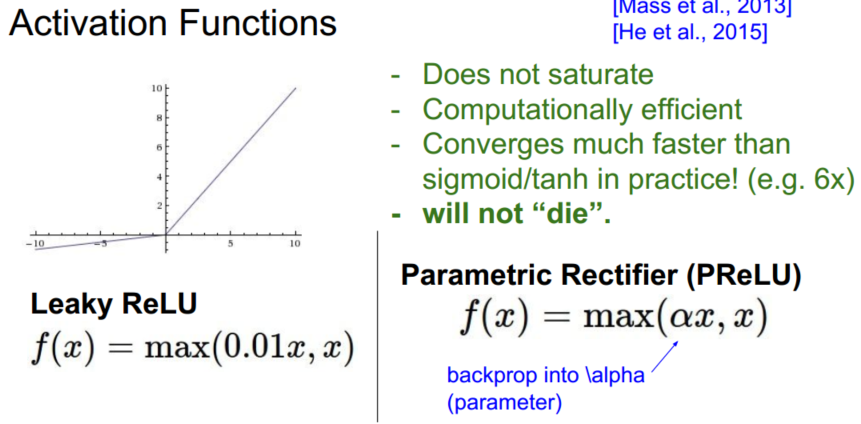 Activation Functions
[Mass et al., 2013]
[He et al., 2015]
- Does not saturate
- Computationally efficient
- Converges much faster than
sigmoid/tanh in practice! (e.g. 6x)
- will not “die”.
10
8
6
4
2
-10 -5 5 10
Leaky ReLU
f(x) = max(0.01x, x)
Parametric Rectifier (PReLU)
f(x) = max(αx, x)
backprop into \alpha
(parameter)